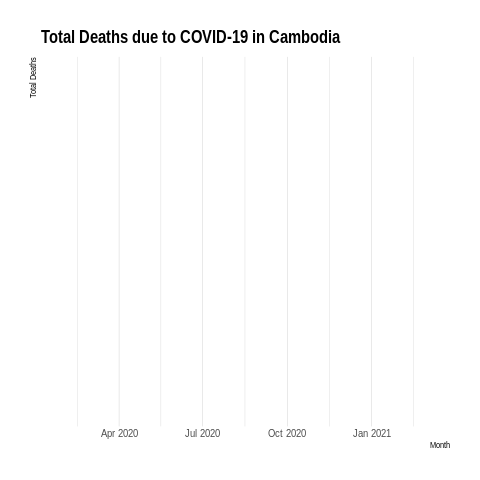 Total Deaths due to COVID-19 in Cambodia
Total Deaths
Apr 2020
Jul 2020
Oct 2020
Jan 2021
Month